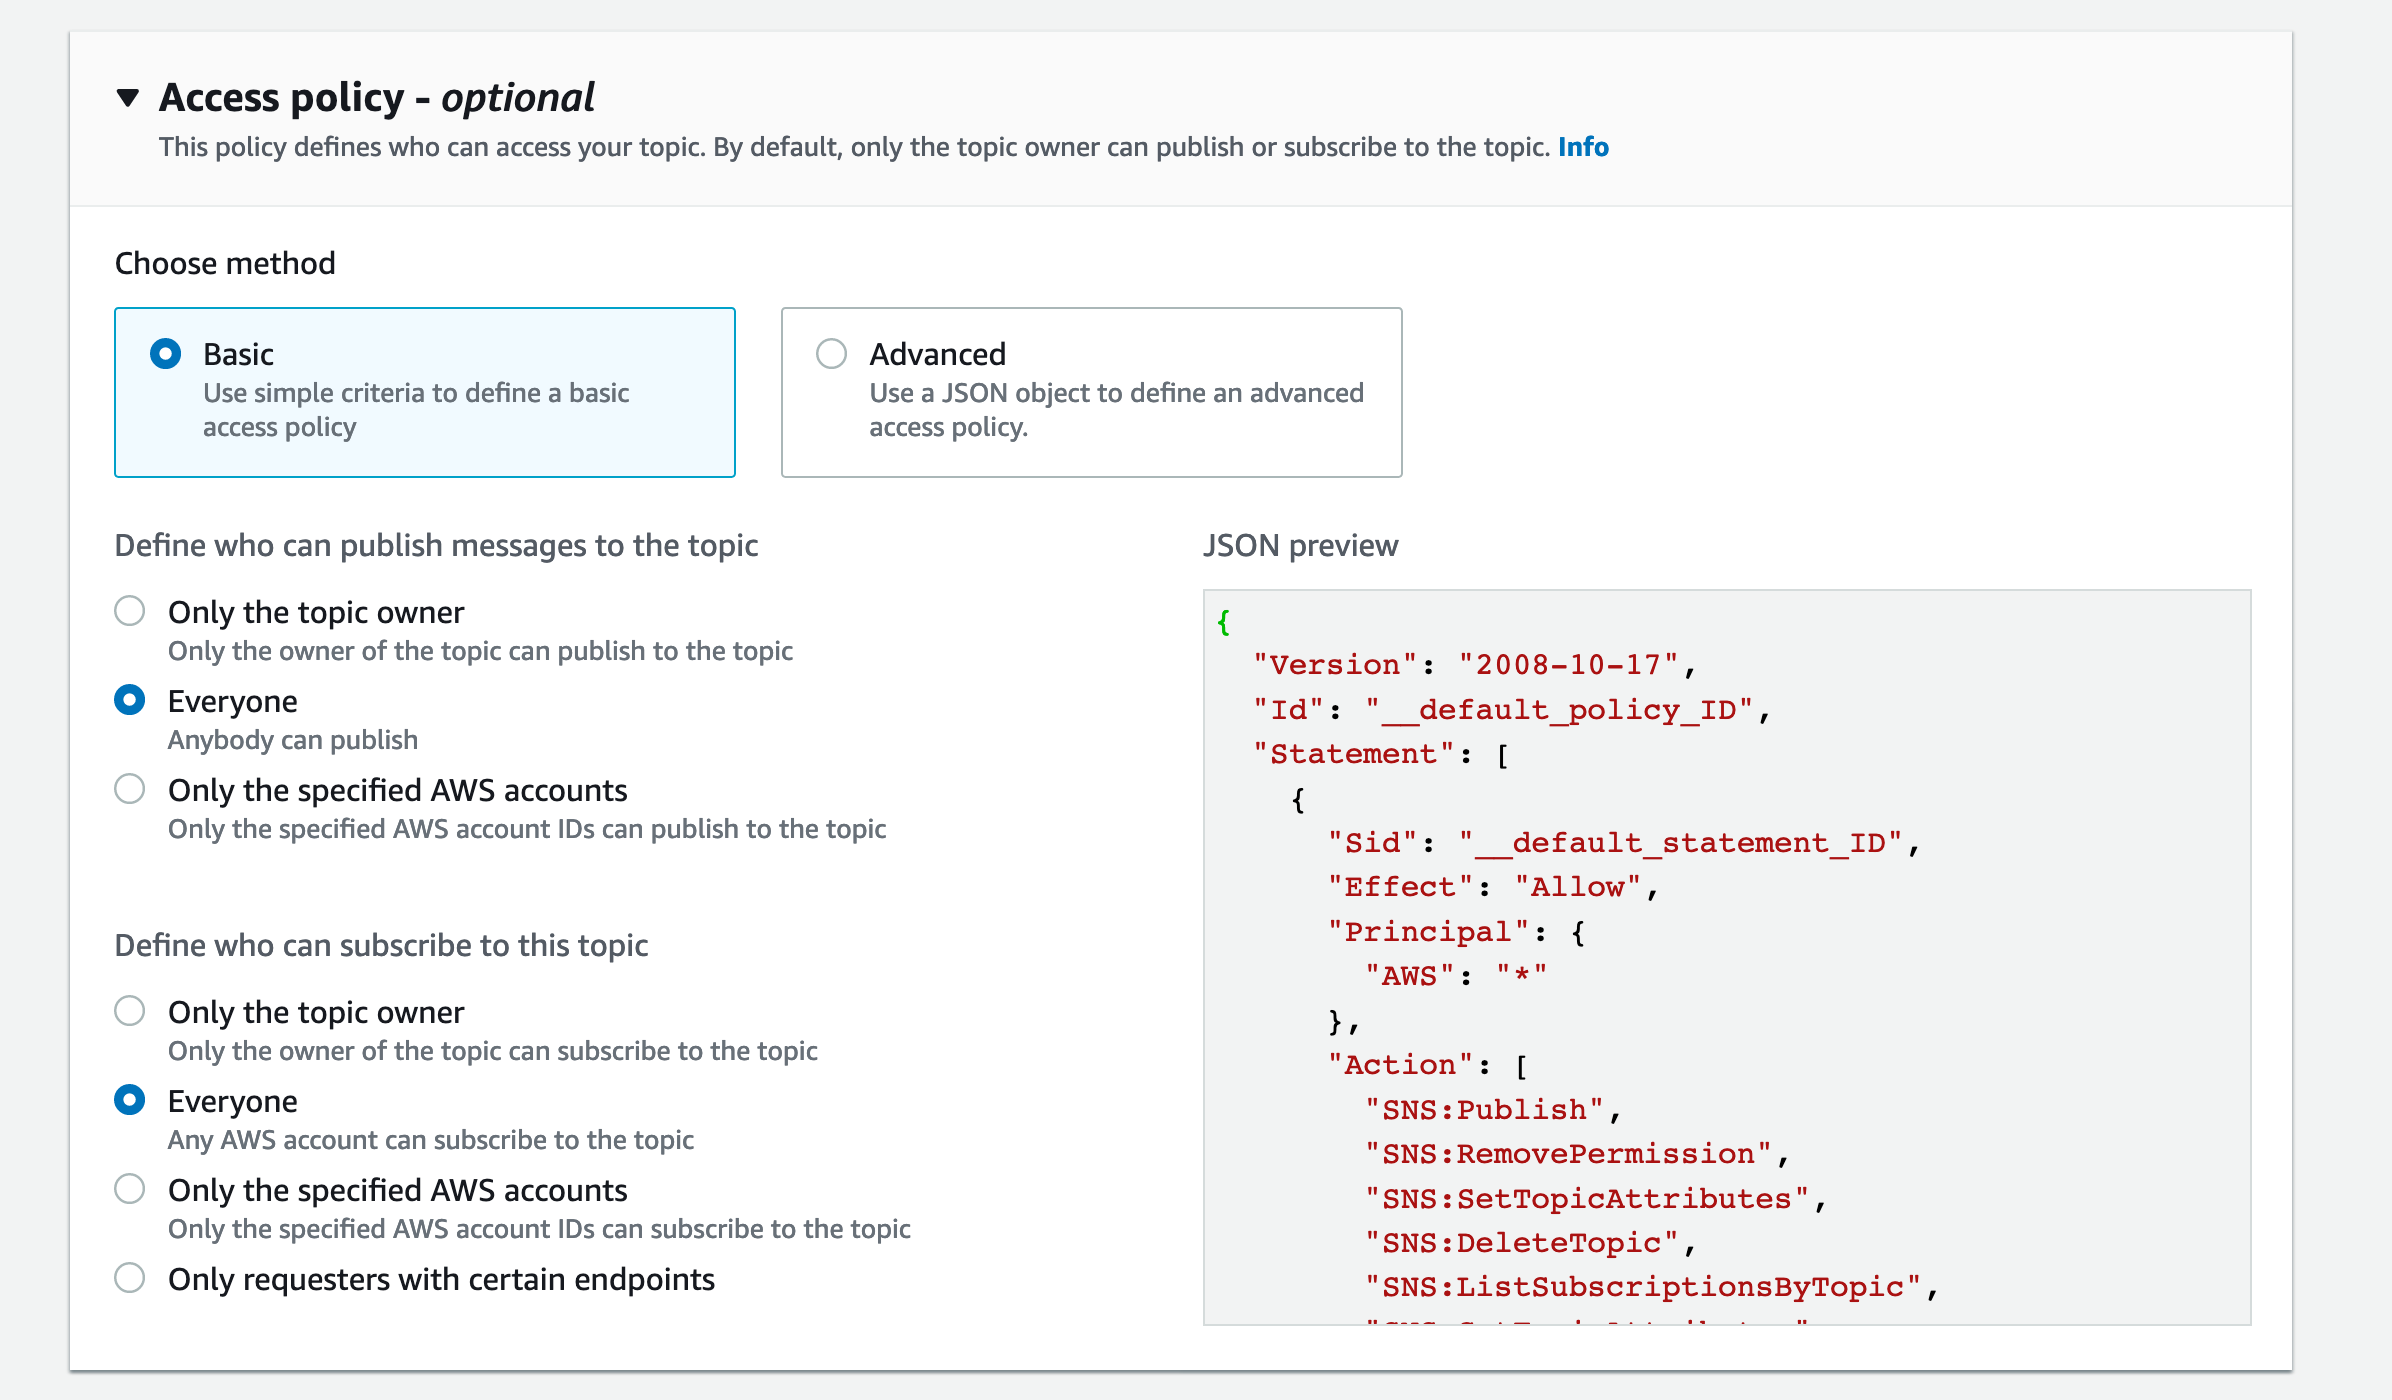 Access policy - optional
This policy defines who can access your topic. By default, only the topic owner can publish or subscribe to the topic. Info
Choose method
Basic
Use simple criteria to define a basic
access policy
Advanced
Use a JSON object to define an advanced
access policy.
Define who can publish messages to the topic
Only the topic owner
Only the owner of the topic can publish to the topic
Everyone
Anybody can publish
Only the specified AWS accounts
Only the specified AWS account IDs can publish to the topic
Define who can subscribe to this topic
Only the topic owner
Only the owner of the topic can subscribe to the topic
Everyone
Any AWS account can subscribe to the topic
Only the specified AWS accounts
Only the specified AWS account IDs can subscribe to the topic
Only requesters with certain endpoints
JSON preview
{
"Version": "2008-10-17",
"Id": "__default_policy_ID",
"Statement": [
{
"Sid": "__default_statement_ID",
"Effect": "Allow",
"Principal": {
"AWS": "*"
},
"Action": [
"SNS:Publish",
"SNS:RemovePermission",
"SNS:SetTopicAttributes",
"SNS:DeleteTopic",
"SNS:ListSubscriptionsByTopic",